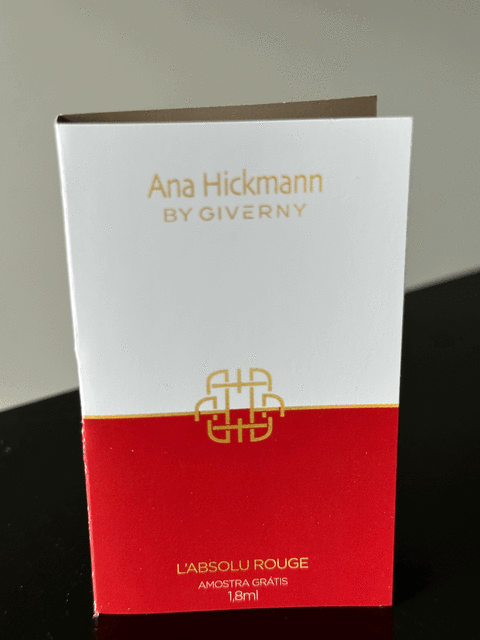 Ana Hickmann
BY GIVERNY
L'ABSOLU ROUGE
AMOSTRA GRÁTIS
1,8ml